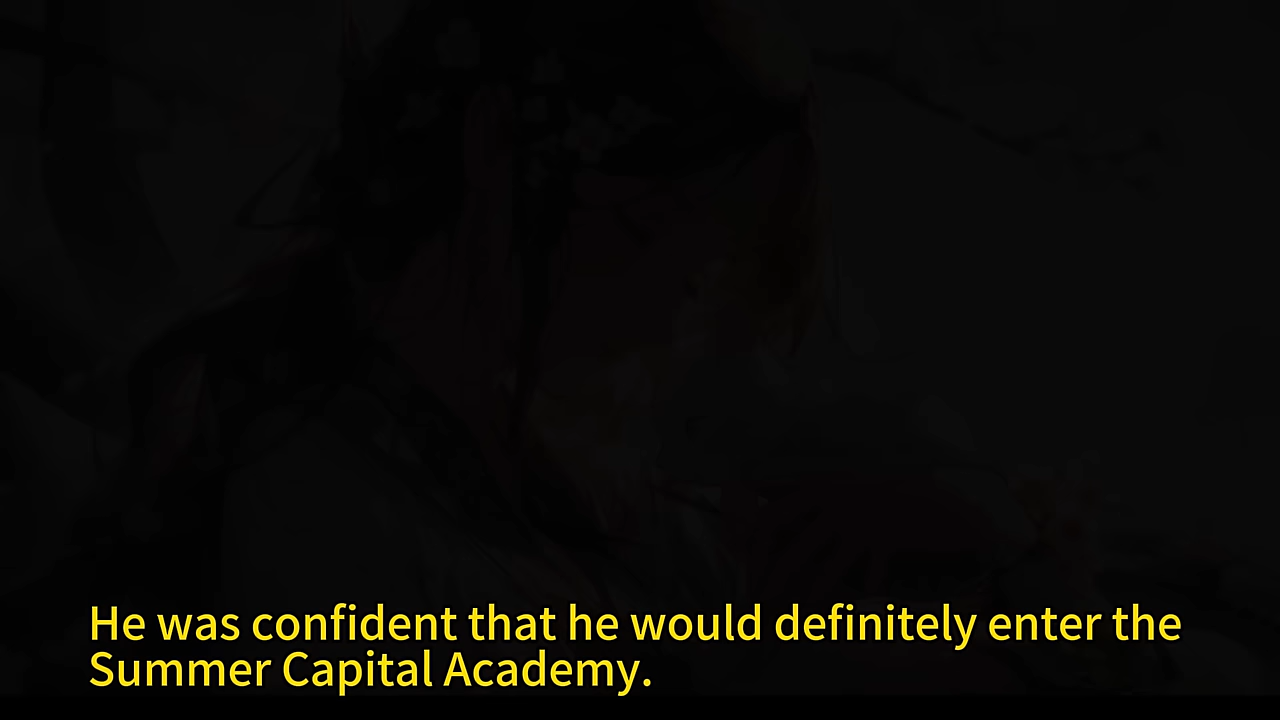 He was confident that he would definitely enter the
Summer Capital Academy.